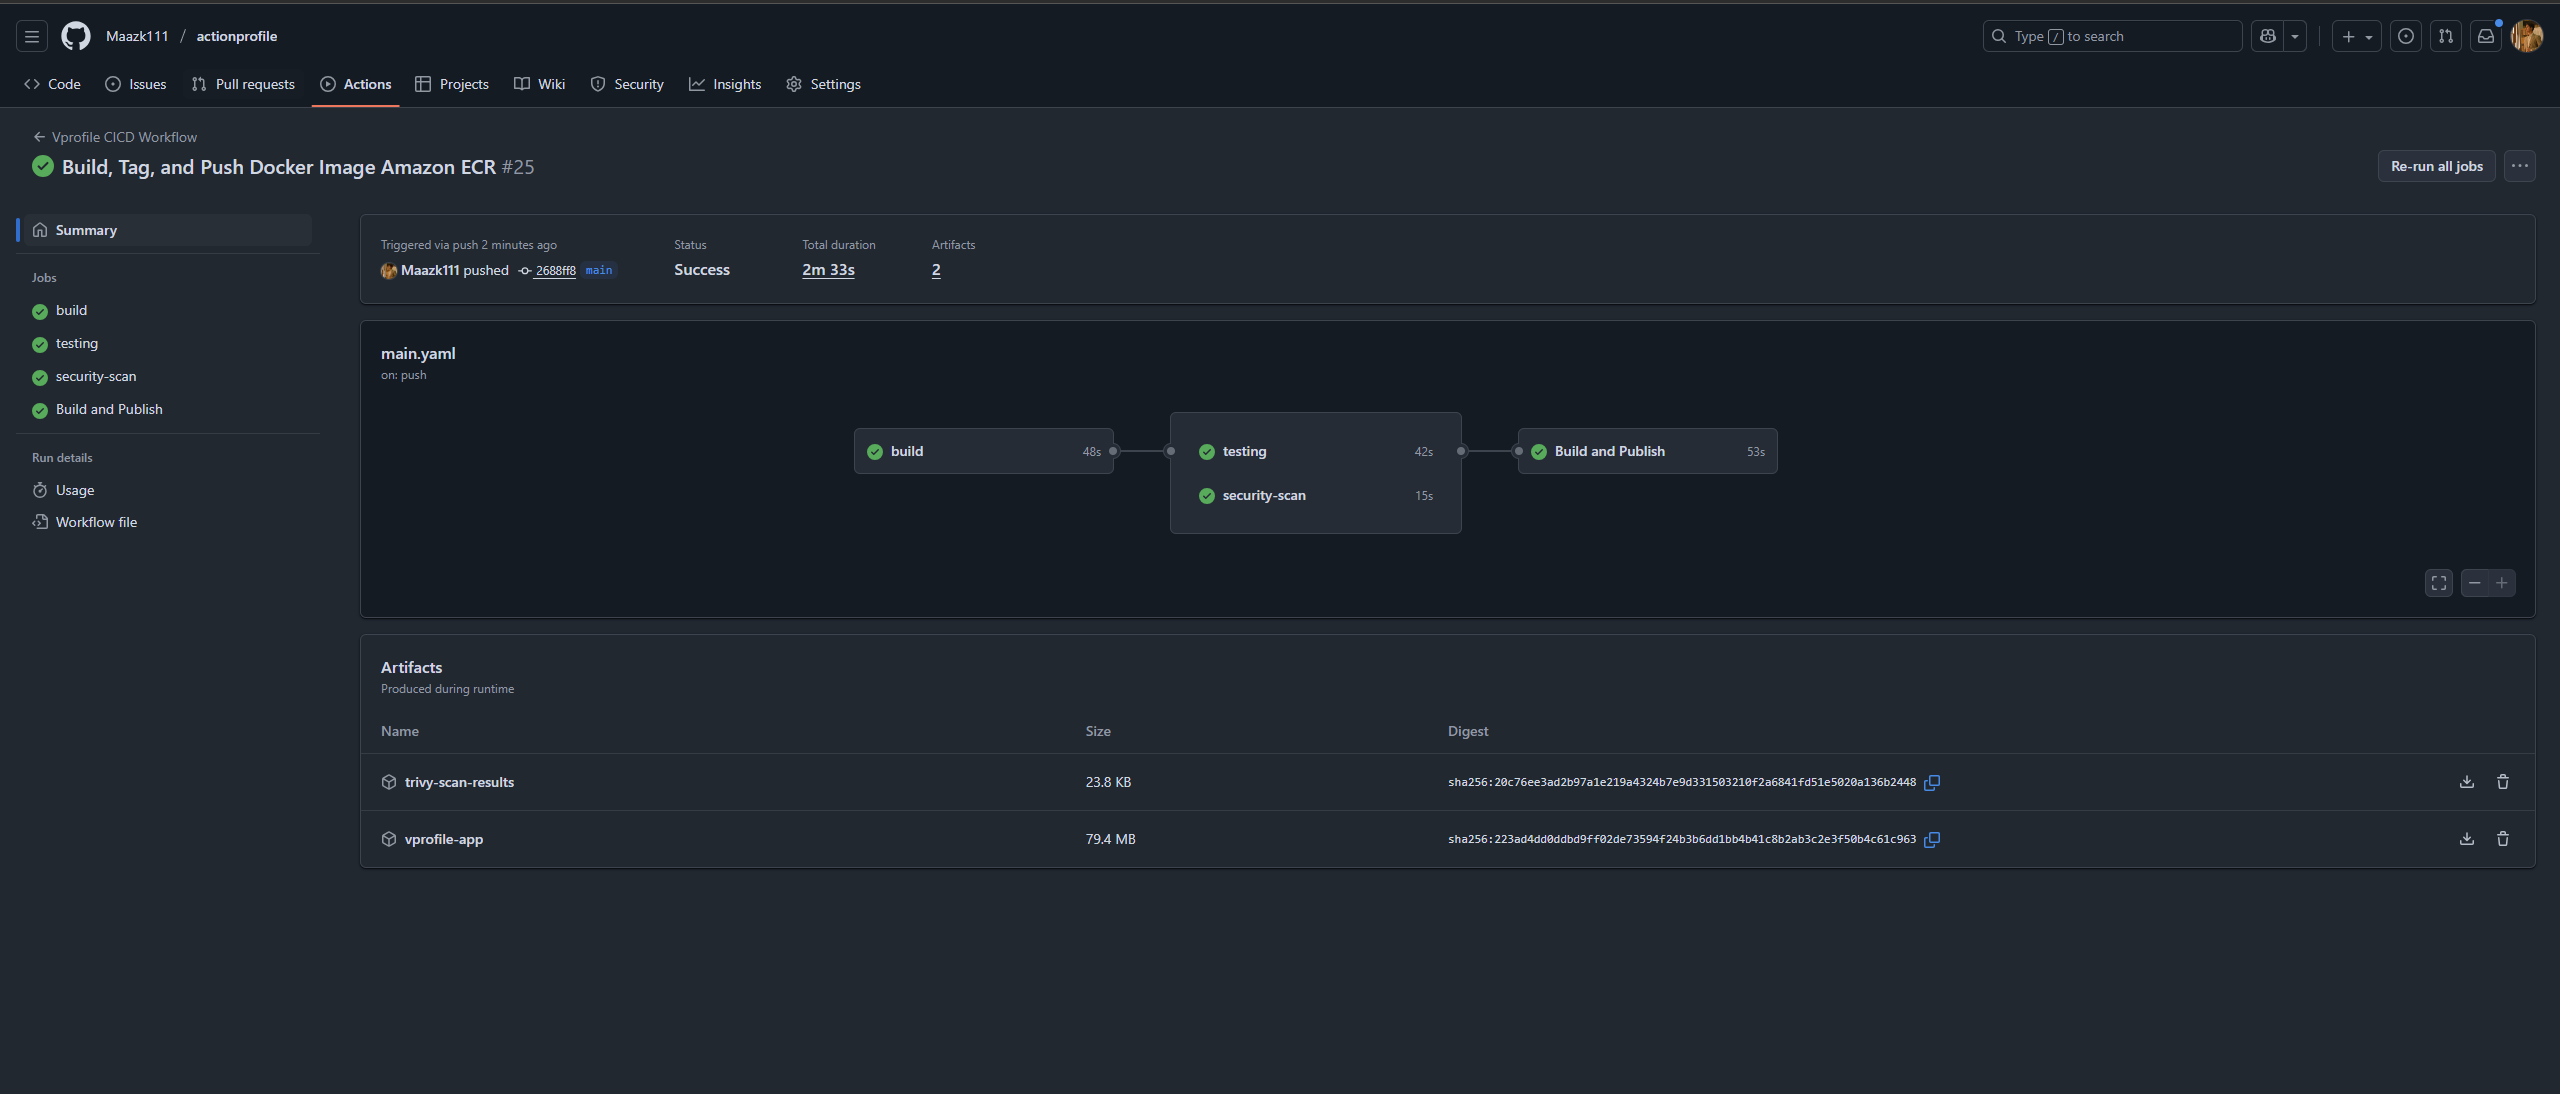 Maazk111 / actionprofile
Type / to search
Code Issues Pull requests Actions Projects Wiki Security Insights Settings
Vprofile CICD Workflow
Build, Tag, and Push Docker Image Amazon ECR #25
Re-run all jobs
Summary
Jobs
build
testing
security-scan
Build and Publish
Run details
Usage
Workflow file
Triggered via push 2 minutes ago
Maazk111 pushed 2688ff8 main
Status
Success
Total duration
2m 33s
Artifacts
2
main.yaml
on: push
build 48s
testing 42s
security-scan 15s
Build and Publish 53s
Artifacts
Produced during runtime
Name Size Digest
trivy-scan-results 23.8 KB sha256:20c76ee3ad2b97a1e219a4324b7e9d331503210f2a6841fd51e5020a136b2448
vprofile-app 79.4 MB sha256:223ad4dd0ddbd9ff02de73594f24b3b6dd1bb4b41c8b2ab3c2e3f50b4c61c963